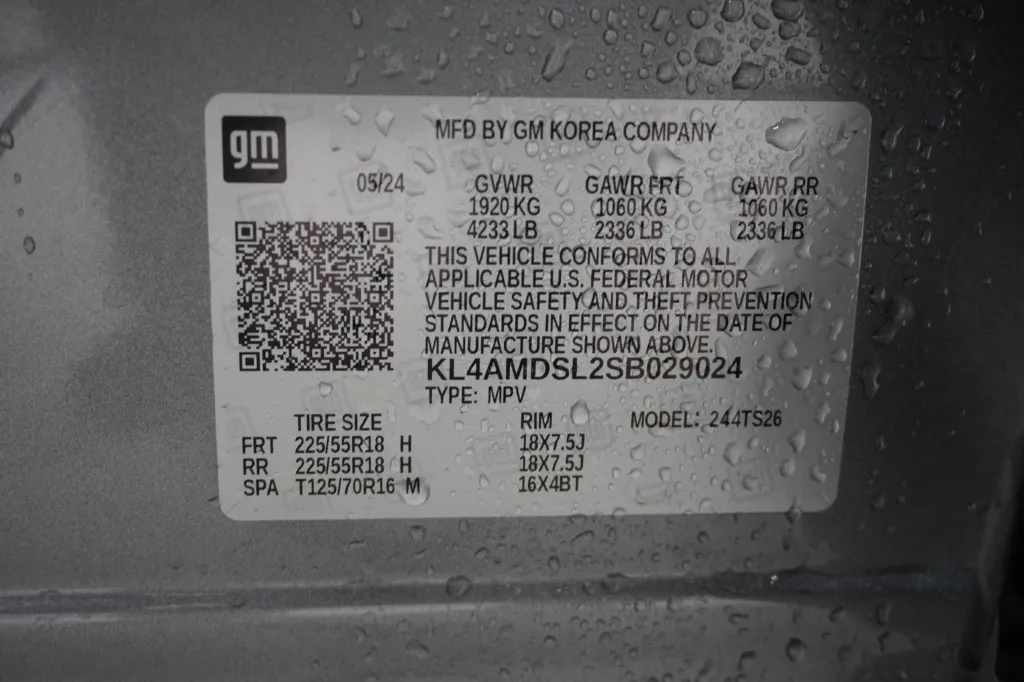 gm
MFD BY GM KOREA COMPANY
05/24 GVWR GAWR FRT GAWR RR
1920 KG 1060 KG 1060 KG
4233 LB 2336 LB 2336 LB
THIS VEHICLE CONFORMS TO ALL
APPLICABLE U.S. FEDERAL MOTOR
VEHICLE SAFETY AND THEFT PREVENTION
STANDARDS IN EFFECT ON THE DATE OF
MANUFACTURE SHOWN ABOVE.
KL4AMDSL2SB029024
TYPE: MPV
TIRE SIZE RIM MODEL: 244TS26
FRT 225/55R18 H 18X7.5J
RR 225/55R18 H 18X7.5J
SPA T125/70R16 M 16X4BT